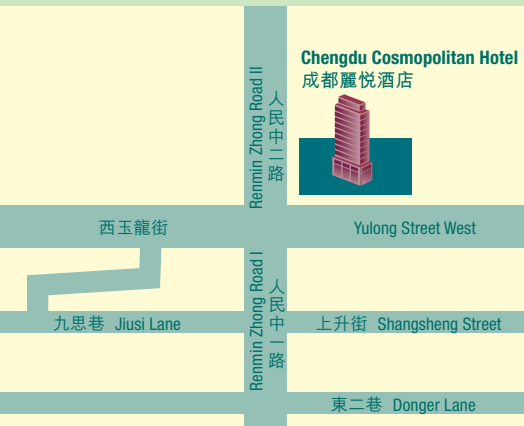 Chengdu Cosmopolitan Hotel
成都麗悦酒店
Renmin Zhong Road II
人民中二路
西玉龍街
Yulong Street West
Renmin Zhong Road I
人民中一路
九思巷 Jiusi Lane
上升街 Shangsheng Street
東二巷 Donger Lane